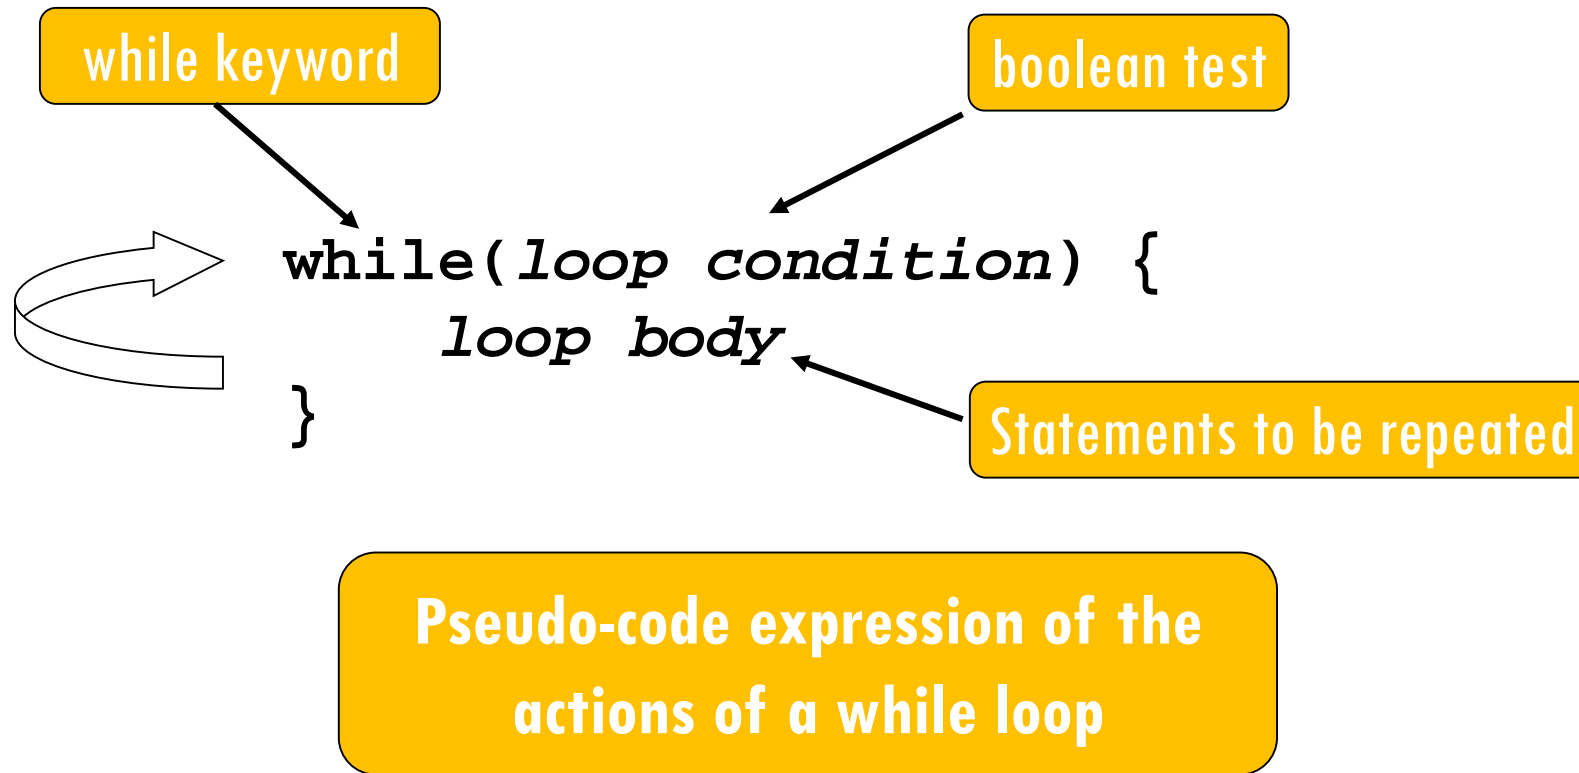 while keyword
boolean test
while(loop condition) {
loop body
}
Statements to be repeated
Pseudo-code expression of the
actions of a while loop